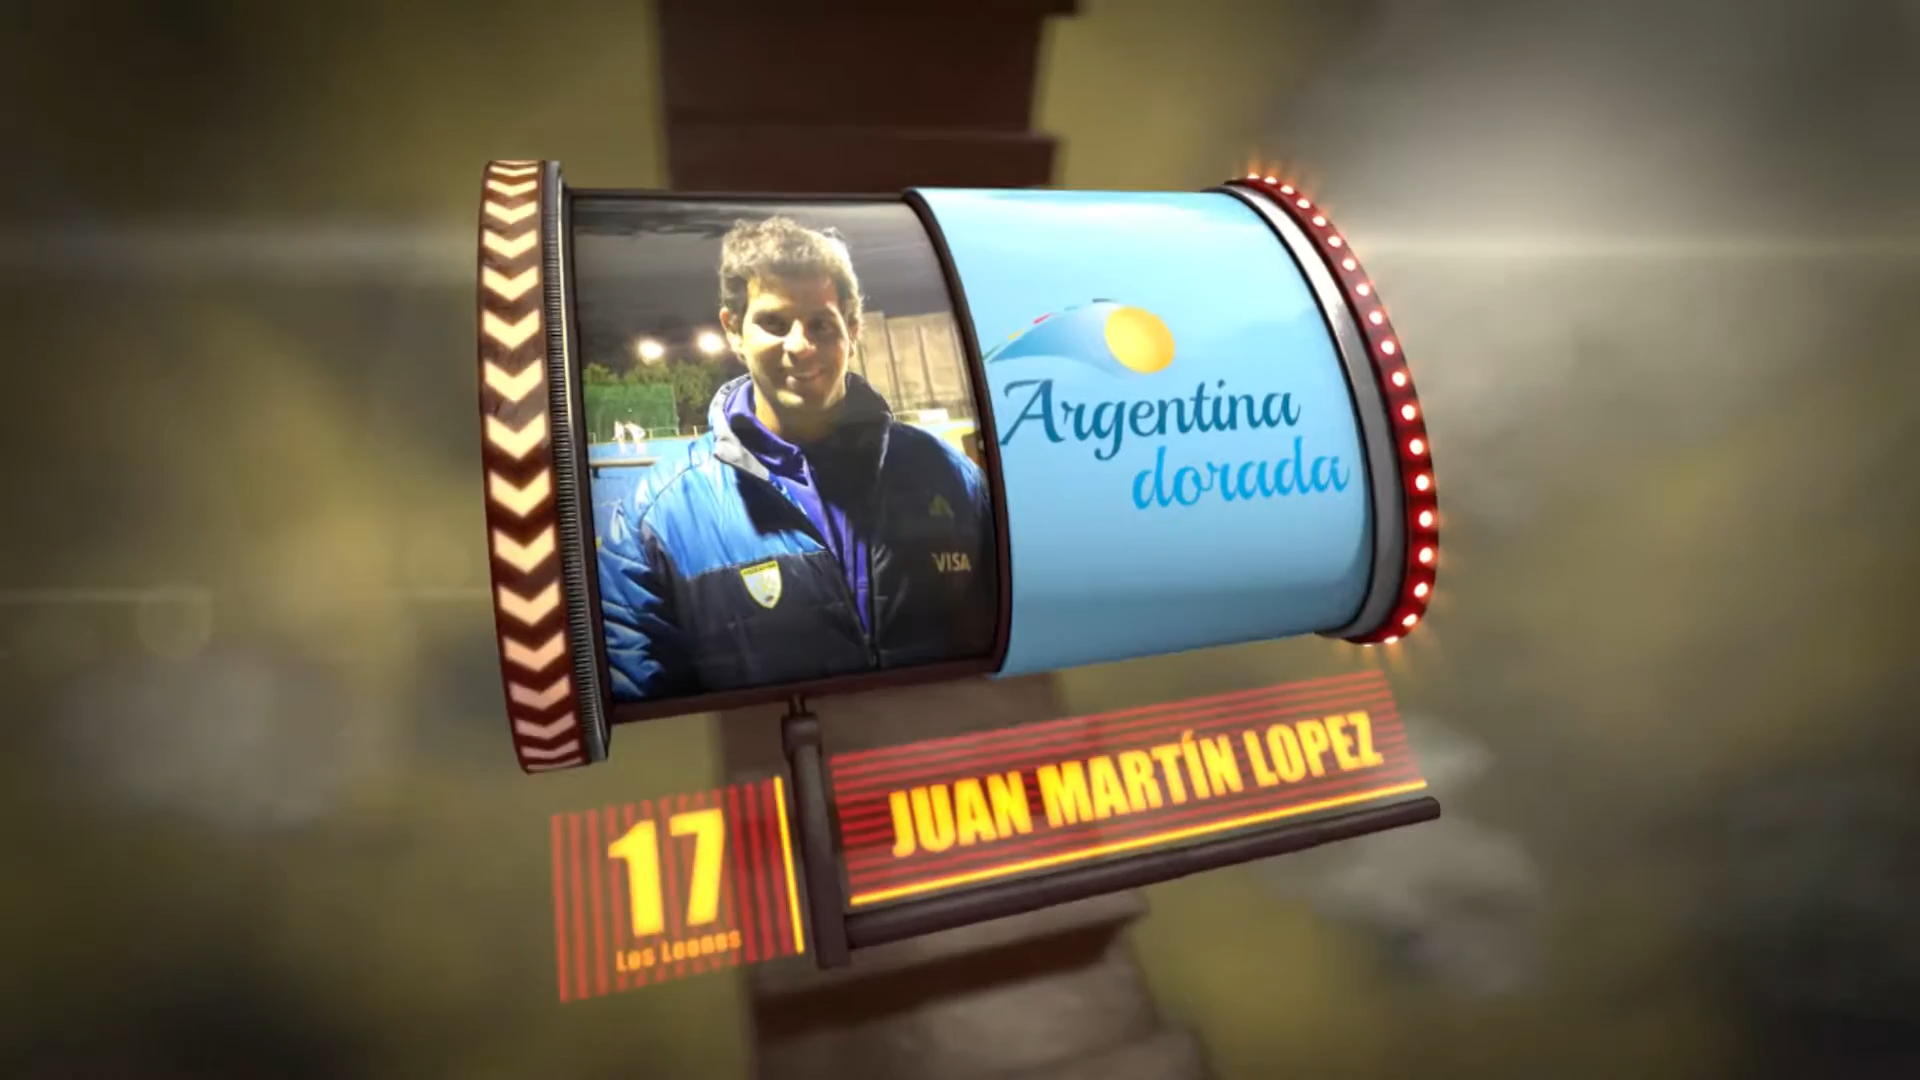 VISA
Argentina
dorada
JUAN MARTÍN LOPEZ
17
Los Leones